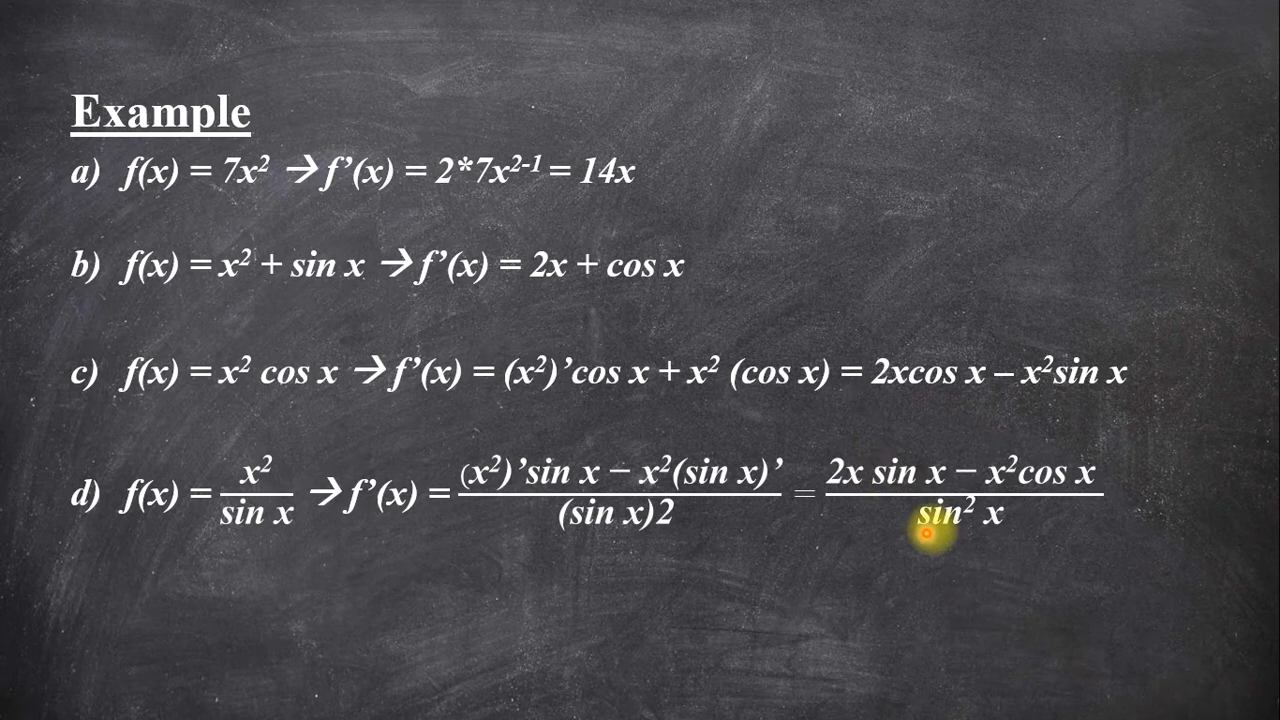 Example
a) f(x) = 7x² → f’(x) = 2*7x²⁻¹ = 14x
b) f(x) = x² + sin x → f’(x) = 2x + cos x
c) f(x) = x² cos x → f’(x) = (x²)’cos x + x² (cos x) = 2xcos x – x²sin x
d) f(x) = x²/sin x → f’(x) = (x²)’sin x − x²(sin x)’/(sin x)2 = 2x sin x − x²cos x/sin² x